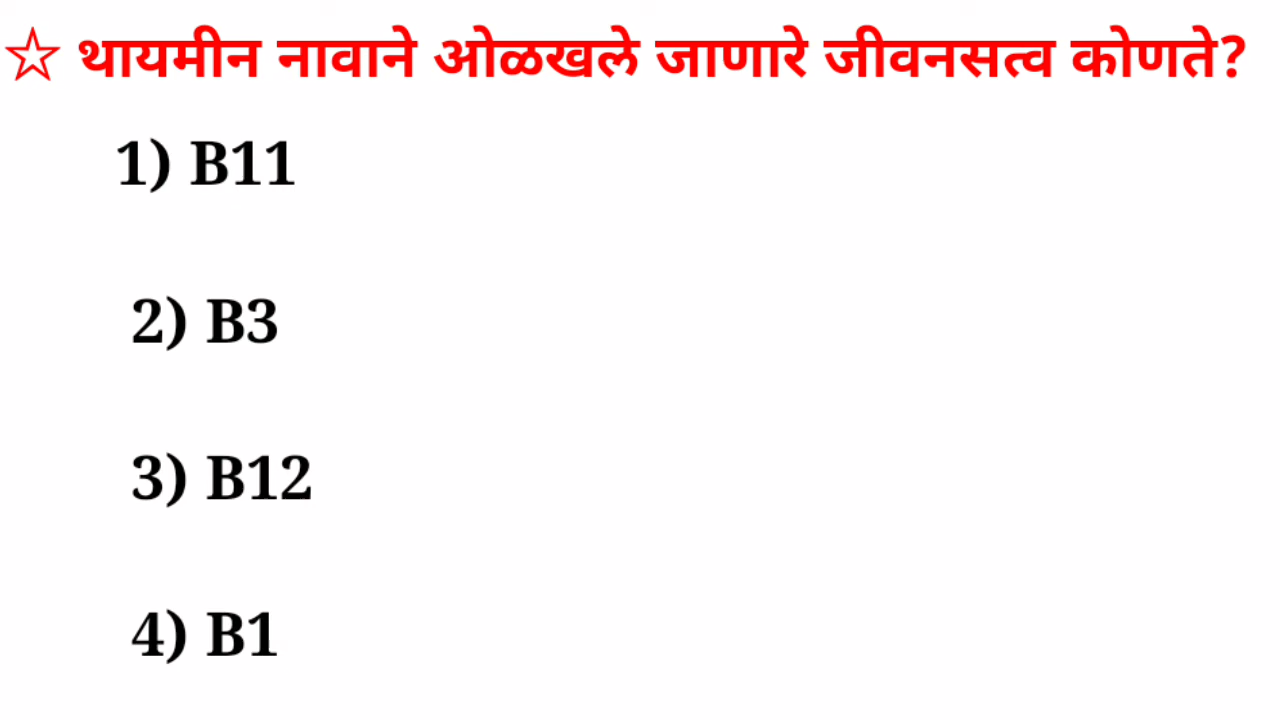 ☆ थायमीन नावाने ओळखले जाणारे जीवनसत्व कोणते?
1) B11
2) B3
3) B12
4) B1